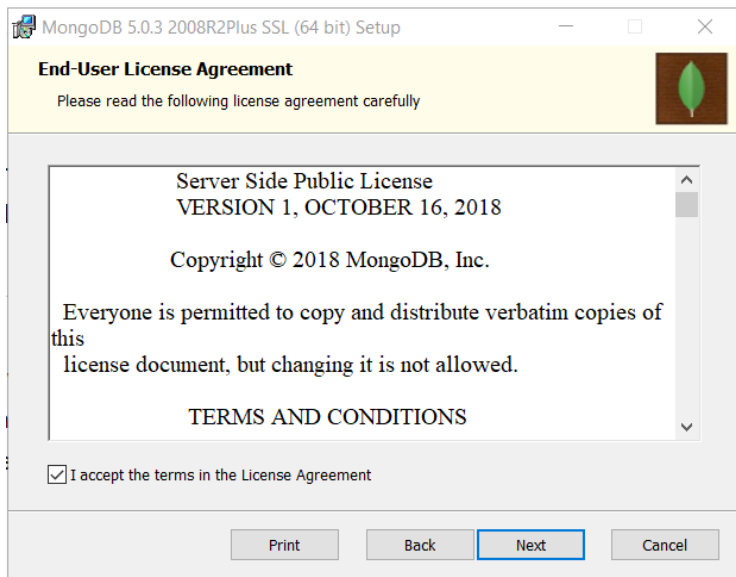 MongoDB 5.0.3 2008R2Plus SSL (64 bit) Setup
End-User License Agreement
Please read the following license agreement carefully
Server Side Public License
VERSION 1, OCTOBER 16, 2018
Copyright © 2018 MongoDB, Inc.
Everyone is permitted to copy and distribute verbatim copies of
this
license document, but changing it is not allowed.
TERMS AND CONDITIONS
I accept the terms in the License Agreement
Print Back Next Cancel